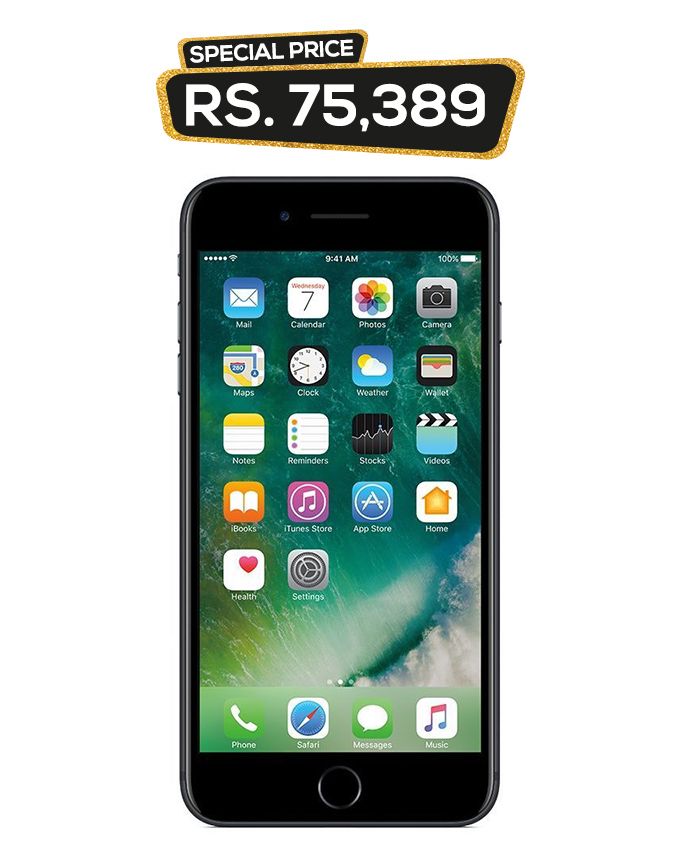 SPECIAL PRICE
RS. 75,389
9:41 AM 100%
Wednesday
7
Mail Calendar Photos Camera
280
Maps Clock Weather Wallet
Notes Reminders Stocks Videos
iBooks iTunes Store App Store Home
Health Settings
Phone Safari Messages Music